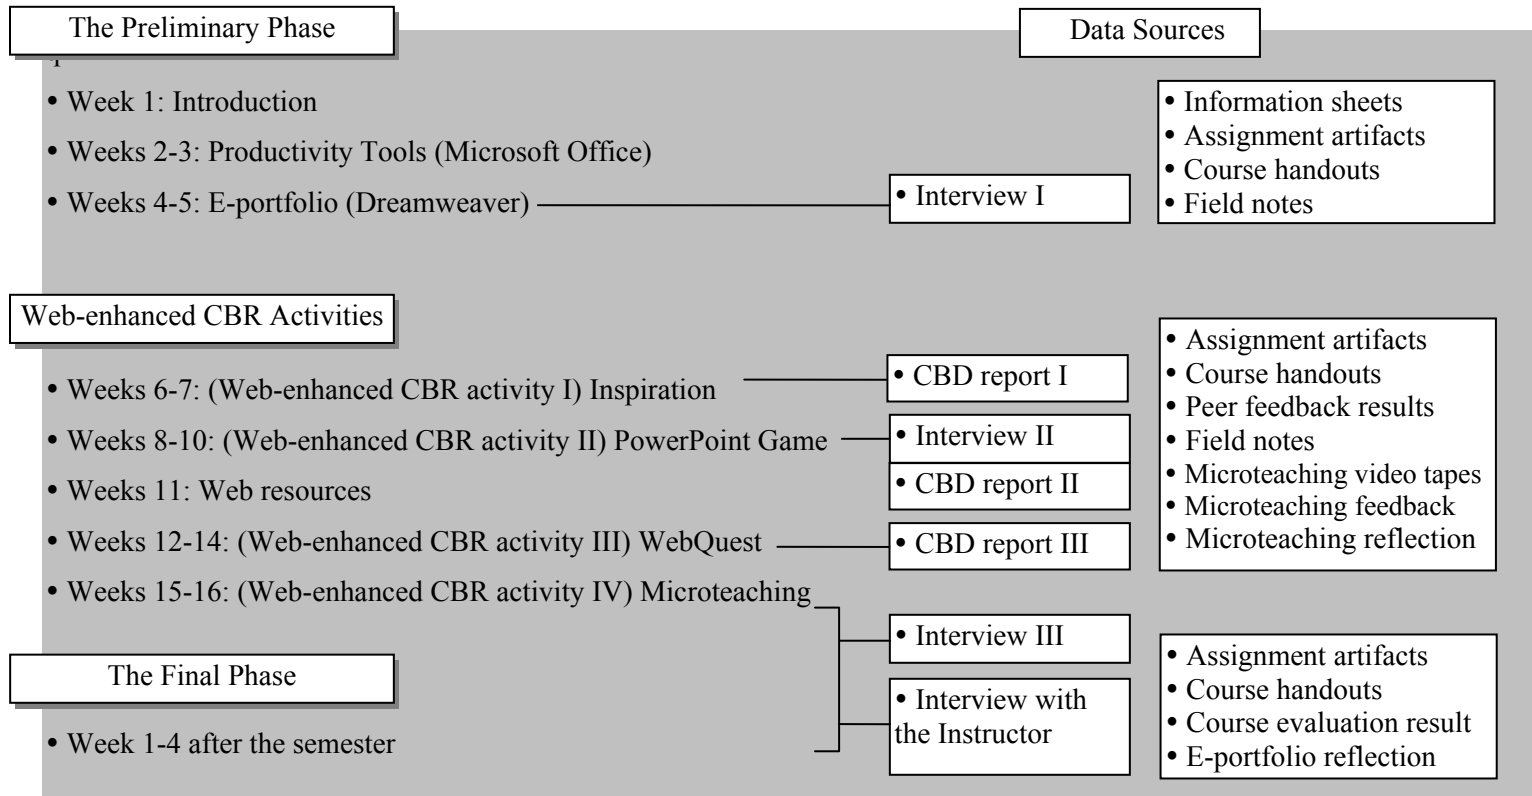 The Preliminary Phase
Data Sources
• Week 1: Introduction
• Weeks 2-3: Productivity Tools (Microsoft Office)
• Weeks 4-5: E-portfolio (Dreamweaver)
• Interview I
• Information sheets
• Assignment artifacts
• Course handouts
• Field notes
Web-enhanced CBR Activities
• Weeks 6-7: (Web-enhanced CBR activity I) Inspiration
• Weeks 8-10: (Web-enhanced CBR activity II) PowerPoint Game
• Weeks 11: Web resources
• Weeks 12-14: (Web-enhanced CBR activity III) WebQuest
• Weeks 15-16: (Web-enhanced CBR activity IV) Microteaching
• CBD report I
• Interview II
• CBD report II
• CBD report III
• Assignment artifacts
• Course handouts
• Peer feedback results
• Field notes
• Microteaching video tapes
• Microteaching feedback
• Microteaching reflection
The Final Phase
• Week 1-4 after the semester
• Interview III
• Interview with
the Instructor
• Assignment artifacts
• Course handouts
• Course evaluation result
• E-portfolio reflection